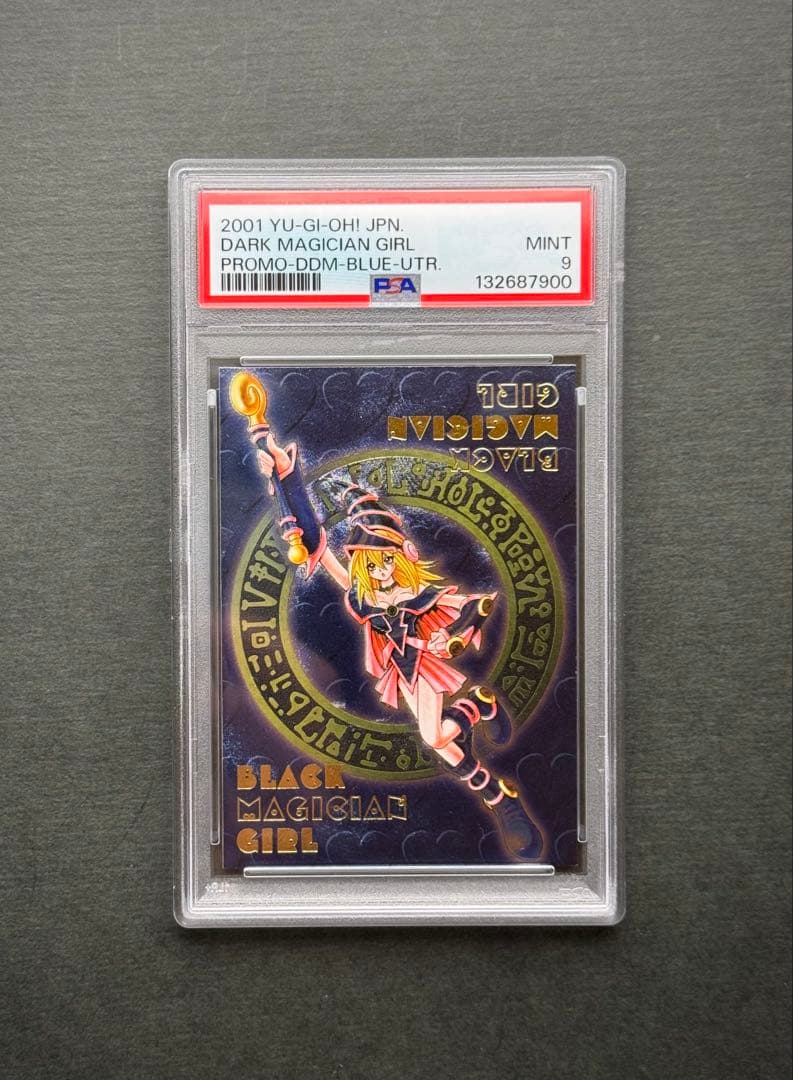 2001 YU-GI-OH! JPN.
DARK MAGICIAN GIRL
PROMO-DDM-BLUE-UTR.
MINT
9
132687900
PSA
BLACK
MAGICIAN
GIRL
BLACK
MAGICIAN
GIRL